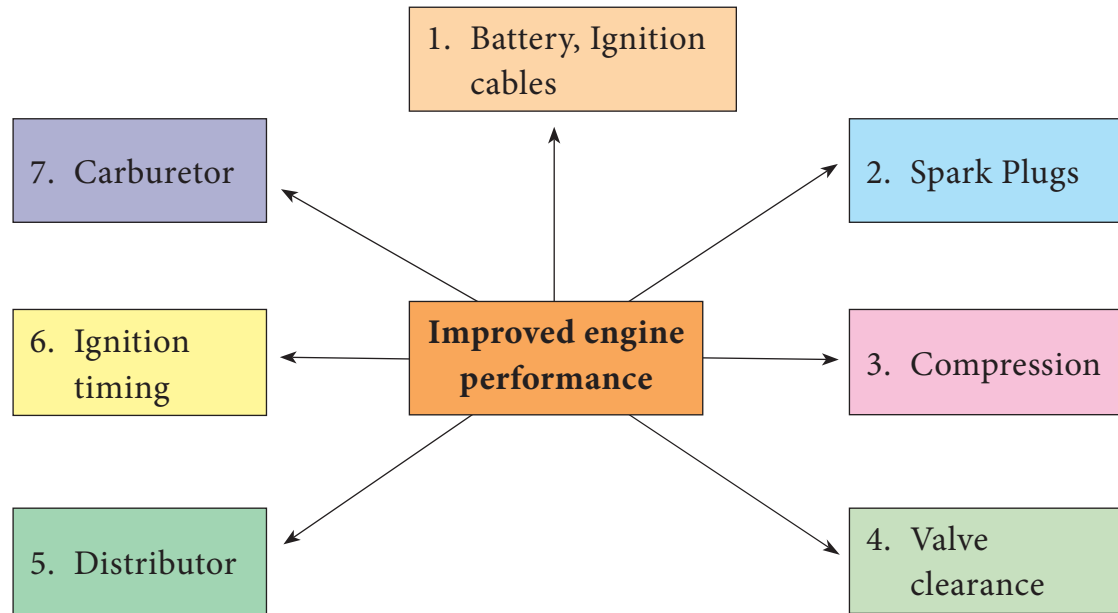 1. Battery, Ignition
cables
7. Carburetor
2. Spark Plugs
6. Ignition
timing
Improved engine
performance
3. Compression
5. Distributor
4. Valve
clearance